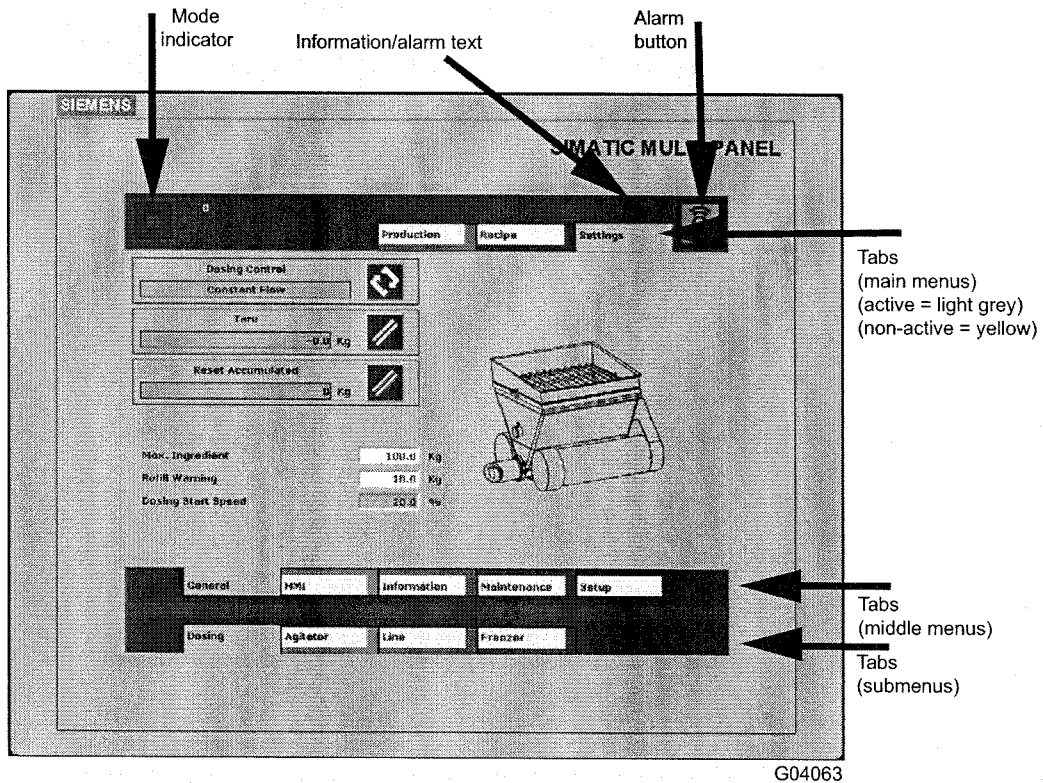 Mode
indicator
Information/alarm text
Alarm
button
SIEMENS
SIMATIC MULTI PANEL
0
Production
Recipe
Settings
Tabs
(main menus)
(active = light grey)
(non-active = yellow)
Dosing Control
Constant Flow
Tara
-0.0 Kg
Reset Accumulated
0 Kg
Max. Ingredient 100.0 Kg
Refill Warning 10.0 Kg
Dosing Start Speed 20.0 %
General
MMI
Information
Maintenance
Setup
Tabs
(middle menus)
Dosing
Agitator
Line
Freezer
Tabs
(submenus)
G04063